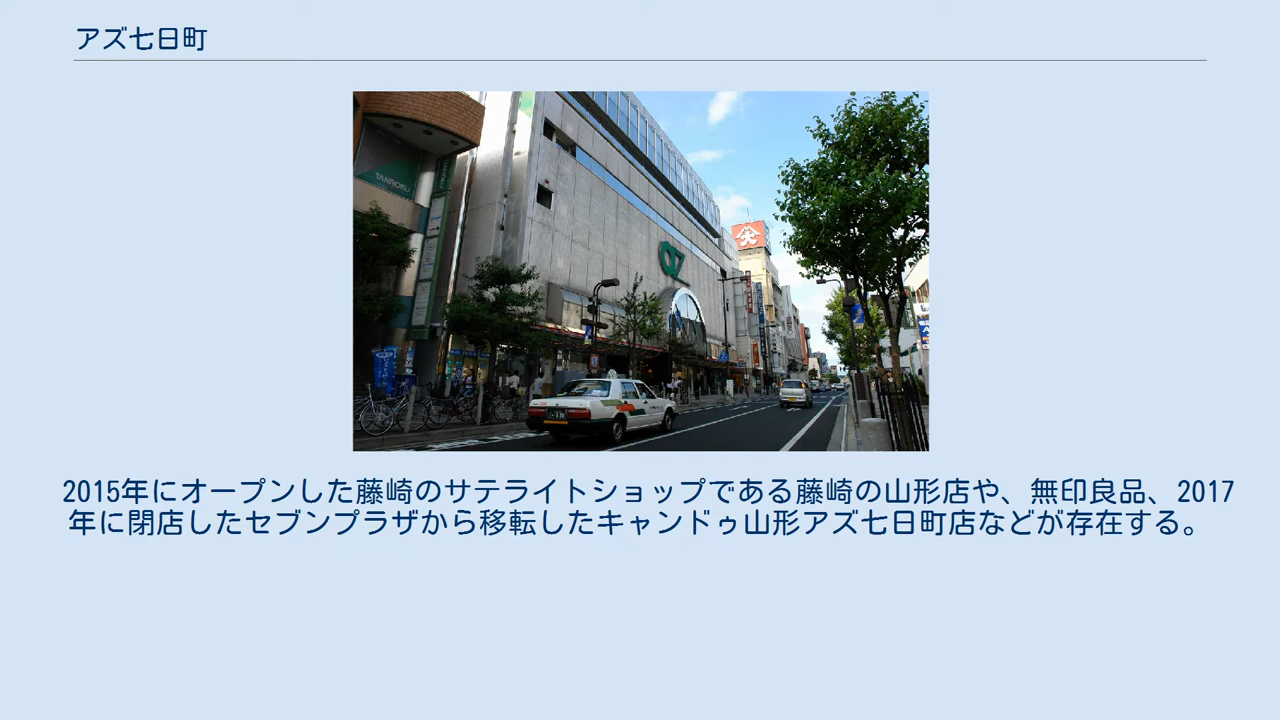 アズ七日町
TANROKU
az
2015年にオープンした藤崎のサテライトショップである藤崎の山形店や、無印良品、2017
年に閉店したセブンプラザから移転したキャンドゥ山形アズ七日町店などが存在する。